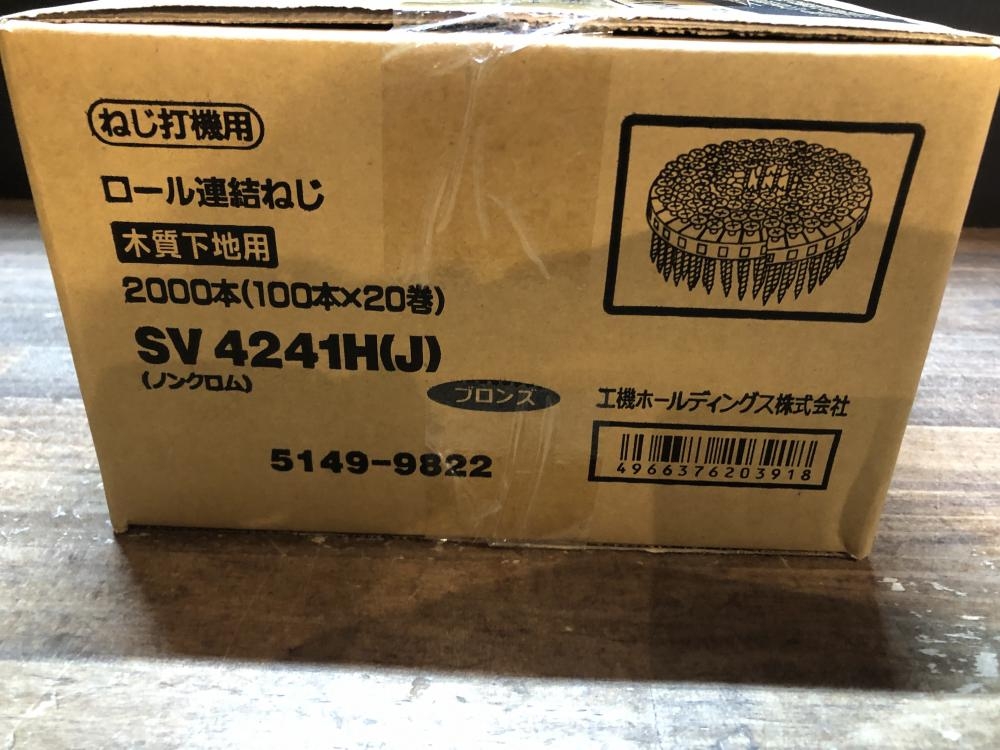 ねじ打機用
ロール連結ねじ
木質下地用
2000本(100本×20巻)
SV 4241H(J)
(ノンクロム)
ブロンズ
工機ホールディングス株式会社
5149-9822
4966376203918